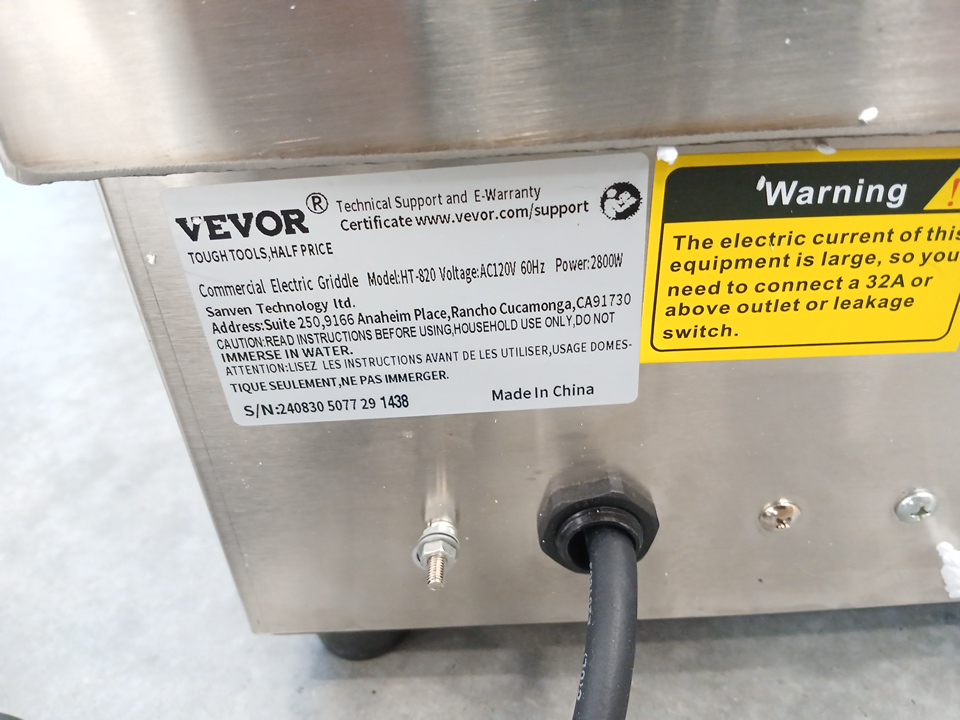 VEVOR®
Technical Support and E-Warranty
Certificate www.vevor.com/support
TOUGH TOOLS,HALF PRICE
Commercial Electric Griddle Model:HT-820 Voltage:AC120V 60Hz Power:2800W
Sanven Technology ltd.
Address:Suite 250,9166 Anaheim Place,Rancho Cucamonga,CA91730
CAUTION:READ INSTRUCTIONS BEFORE USING,HOUSEHOLD USE ONLY,DO NOT
IMMERSE IN WATER.
ATTENTION:LISEZ LES INSTRUCTIONS AVANT DE LES UTILISER,USAGE DOMES-
TIQUE SEULEMENT,NE PAS IMMERGER.
S/N:240830 5077 29 1438
Made In China
Warning
The electric current of this
equipment is large, so you
need to connect a 32A or
above outlet or leakage
switch.